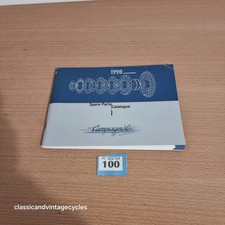 1998
Spare Parts
Catalogue
Campagnolo
100
classicandvintagecycles